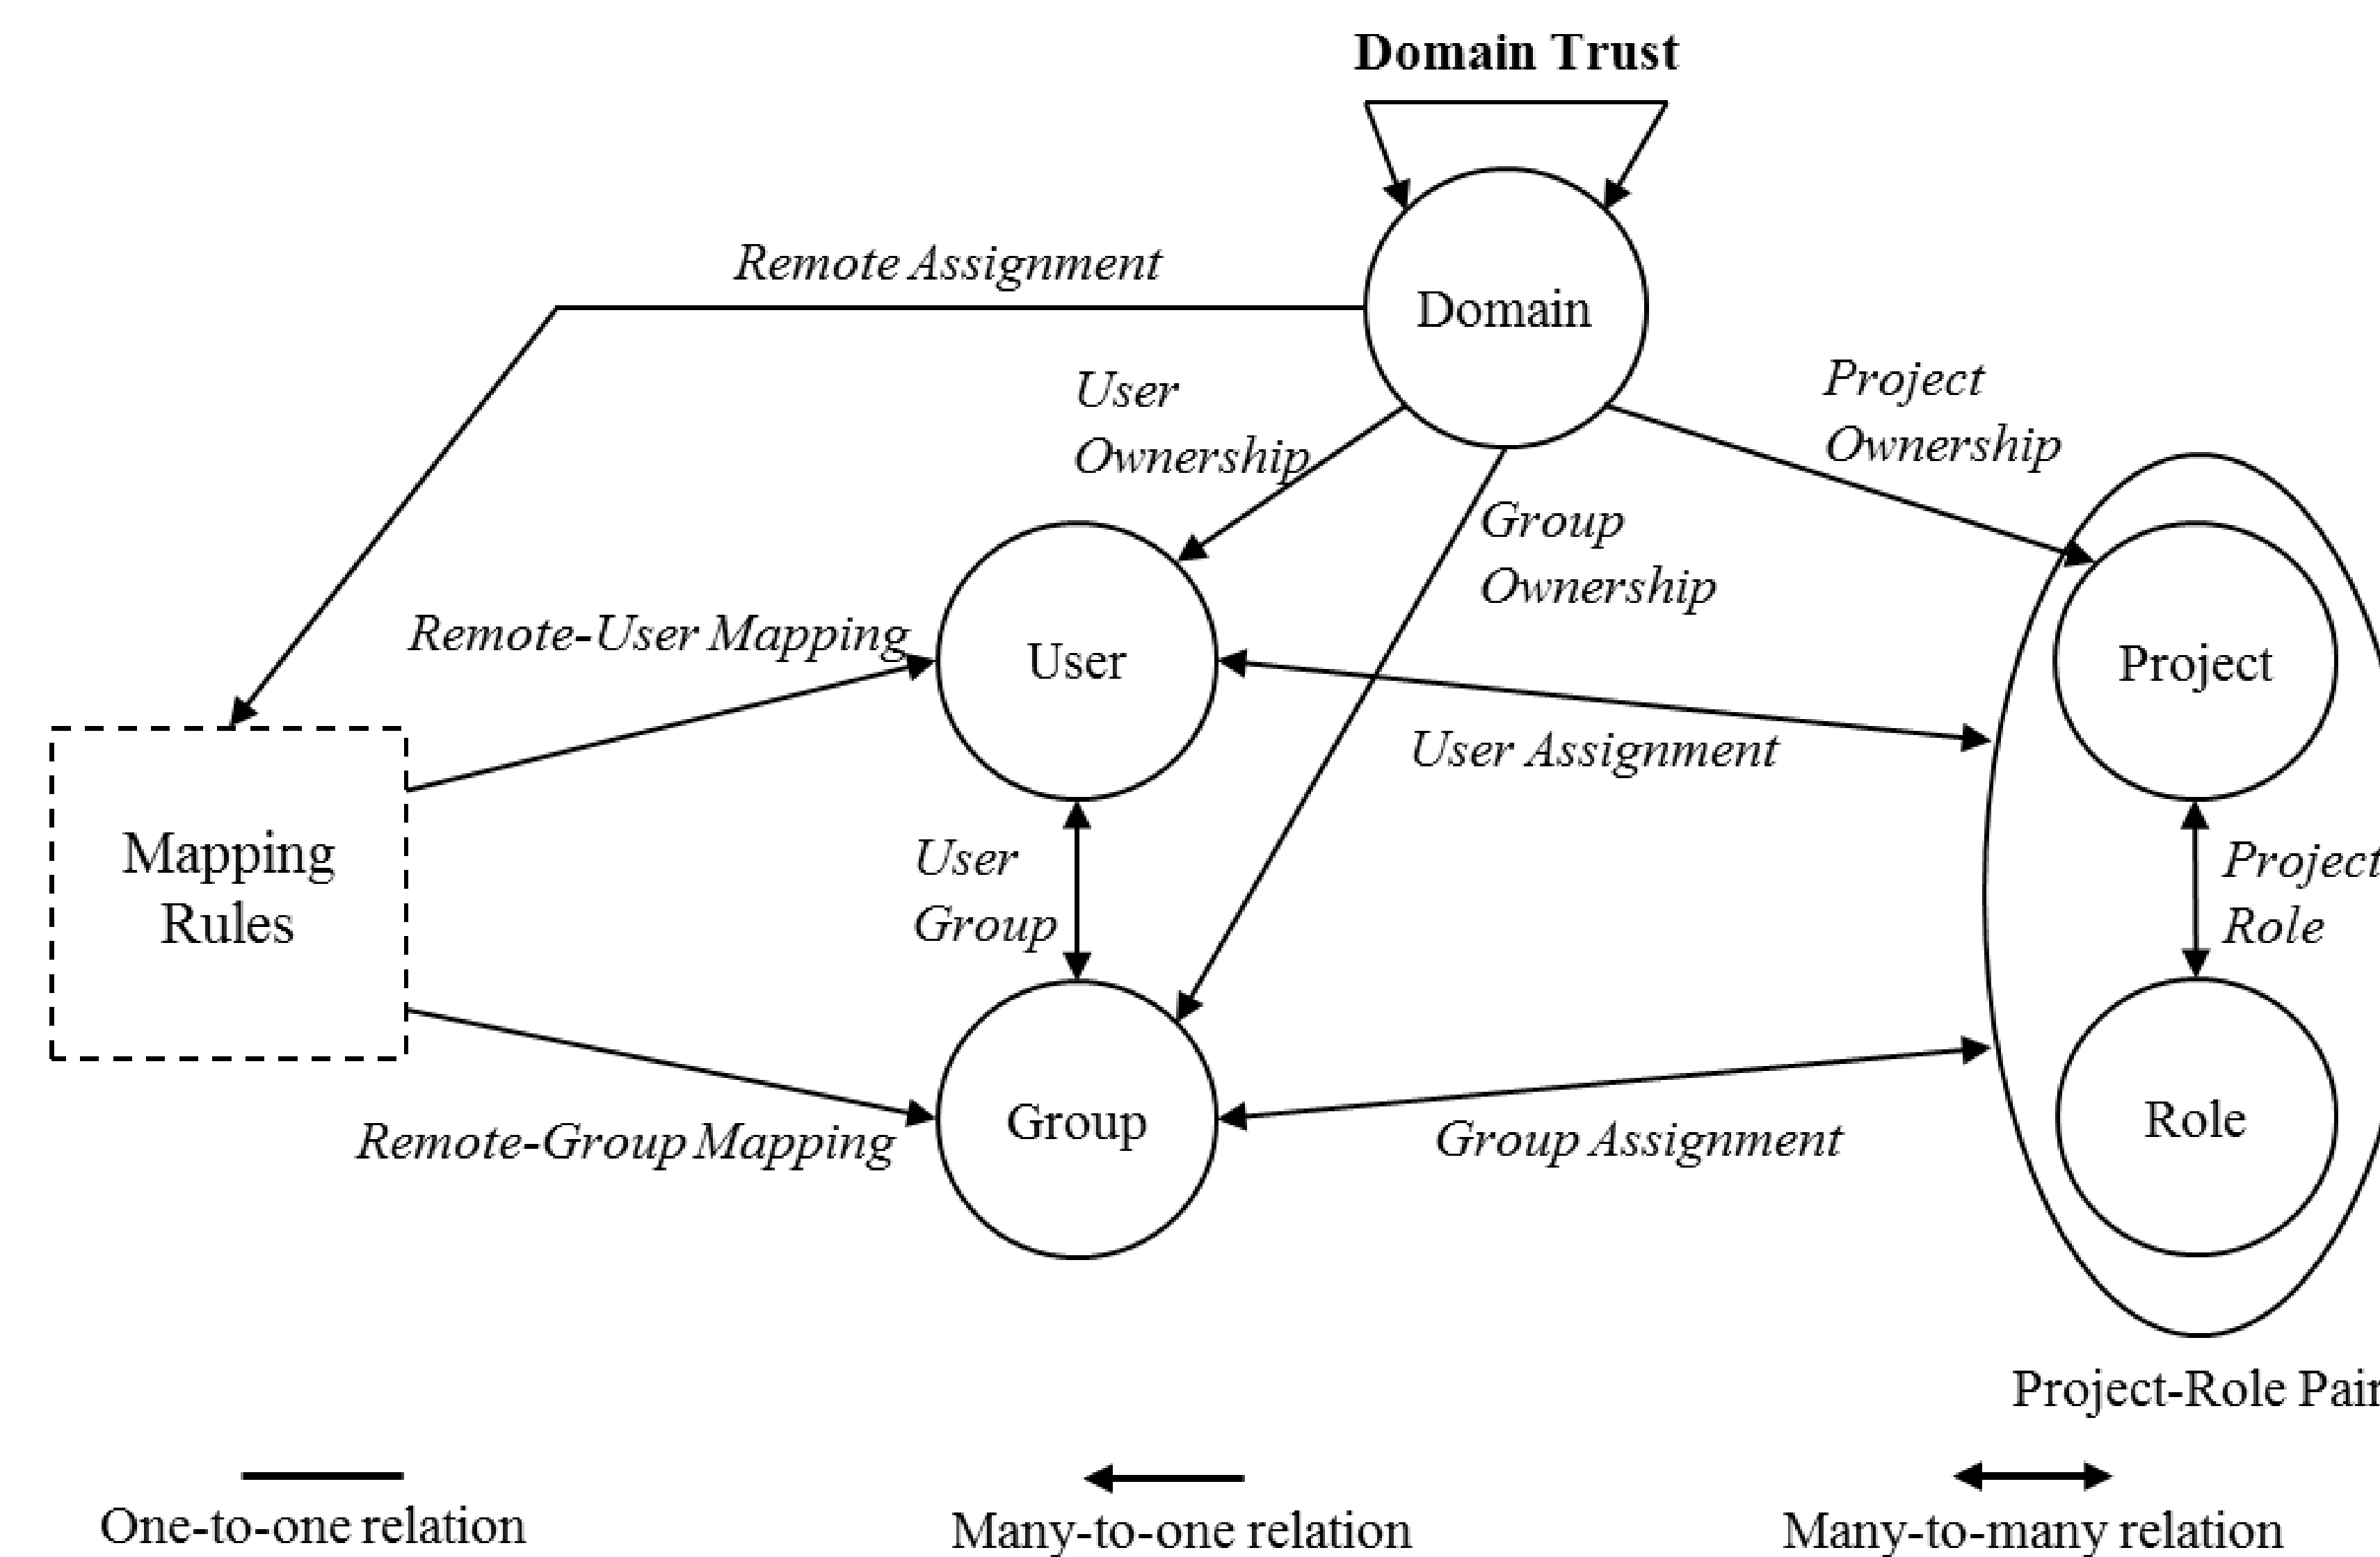 Domain Trust
Remote Assignment
Domain
User
Ownership
Project
Ownership
Group
Ownership
Remote-User Mapping
User
Project
User Assignment
Mapping
Rules
User
Group
Project
Role
Remote-Group Mapping
Group
Group Assignment
Role
Project-Role Pair
One-to-one relation
Many-to-one relation
Many-to-many relation